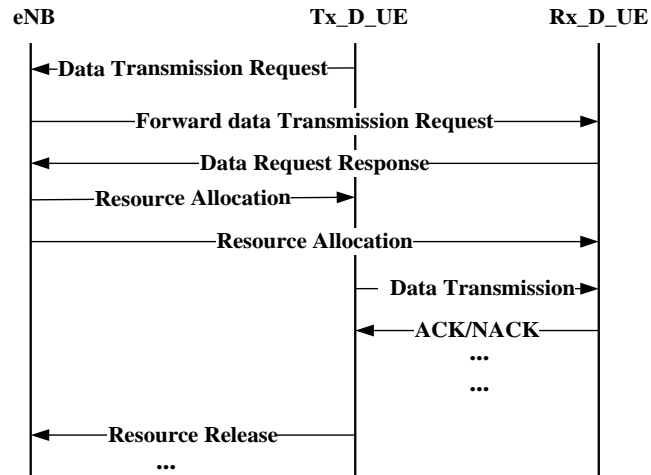 eNB Tx_D_UE Rx_D_UE
Data Transmission Request
Forward data Transmission Request
Data Request Response
Resource Allocation
Resource Allocation
Data Transmission
ACK/NACK
...
...
Resource Release
...